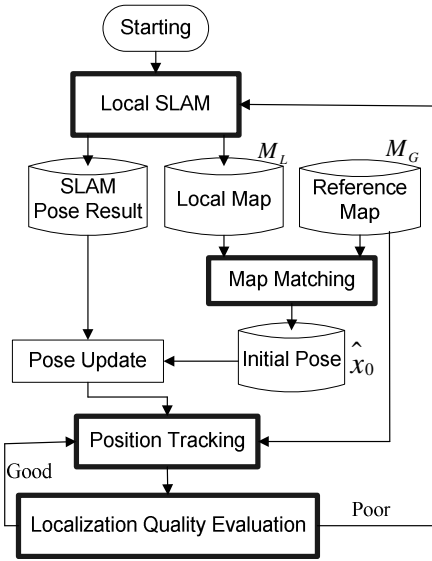 Starting
Local SLAM
M_L
M_G
SLAM
Pose Result
Local Map
Reference
Map
Map Matching
Pose Update
Initial Pose
x̂_0
Position Tracking
Good
Poor
Localization Quality Evaluation